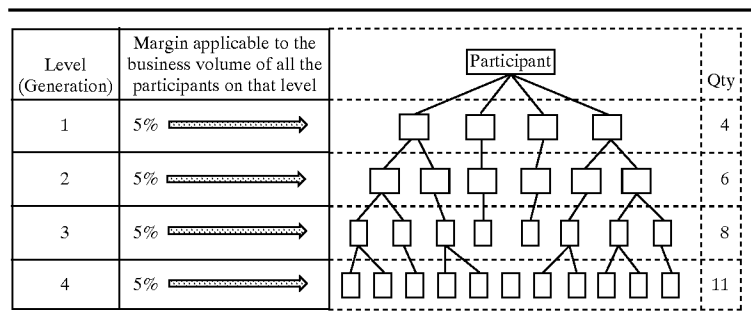 Level
(Generation)
Margin applicable to the
business volume of all the
participants on that level
Participant
Qty
1
5%
4
2
5%
6
3
5%
8
4
5%
11